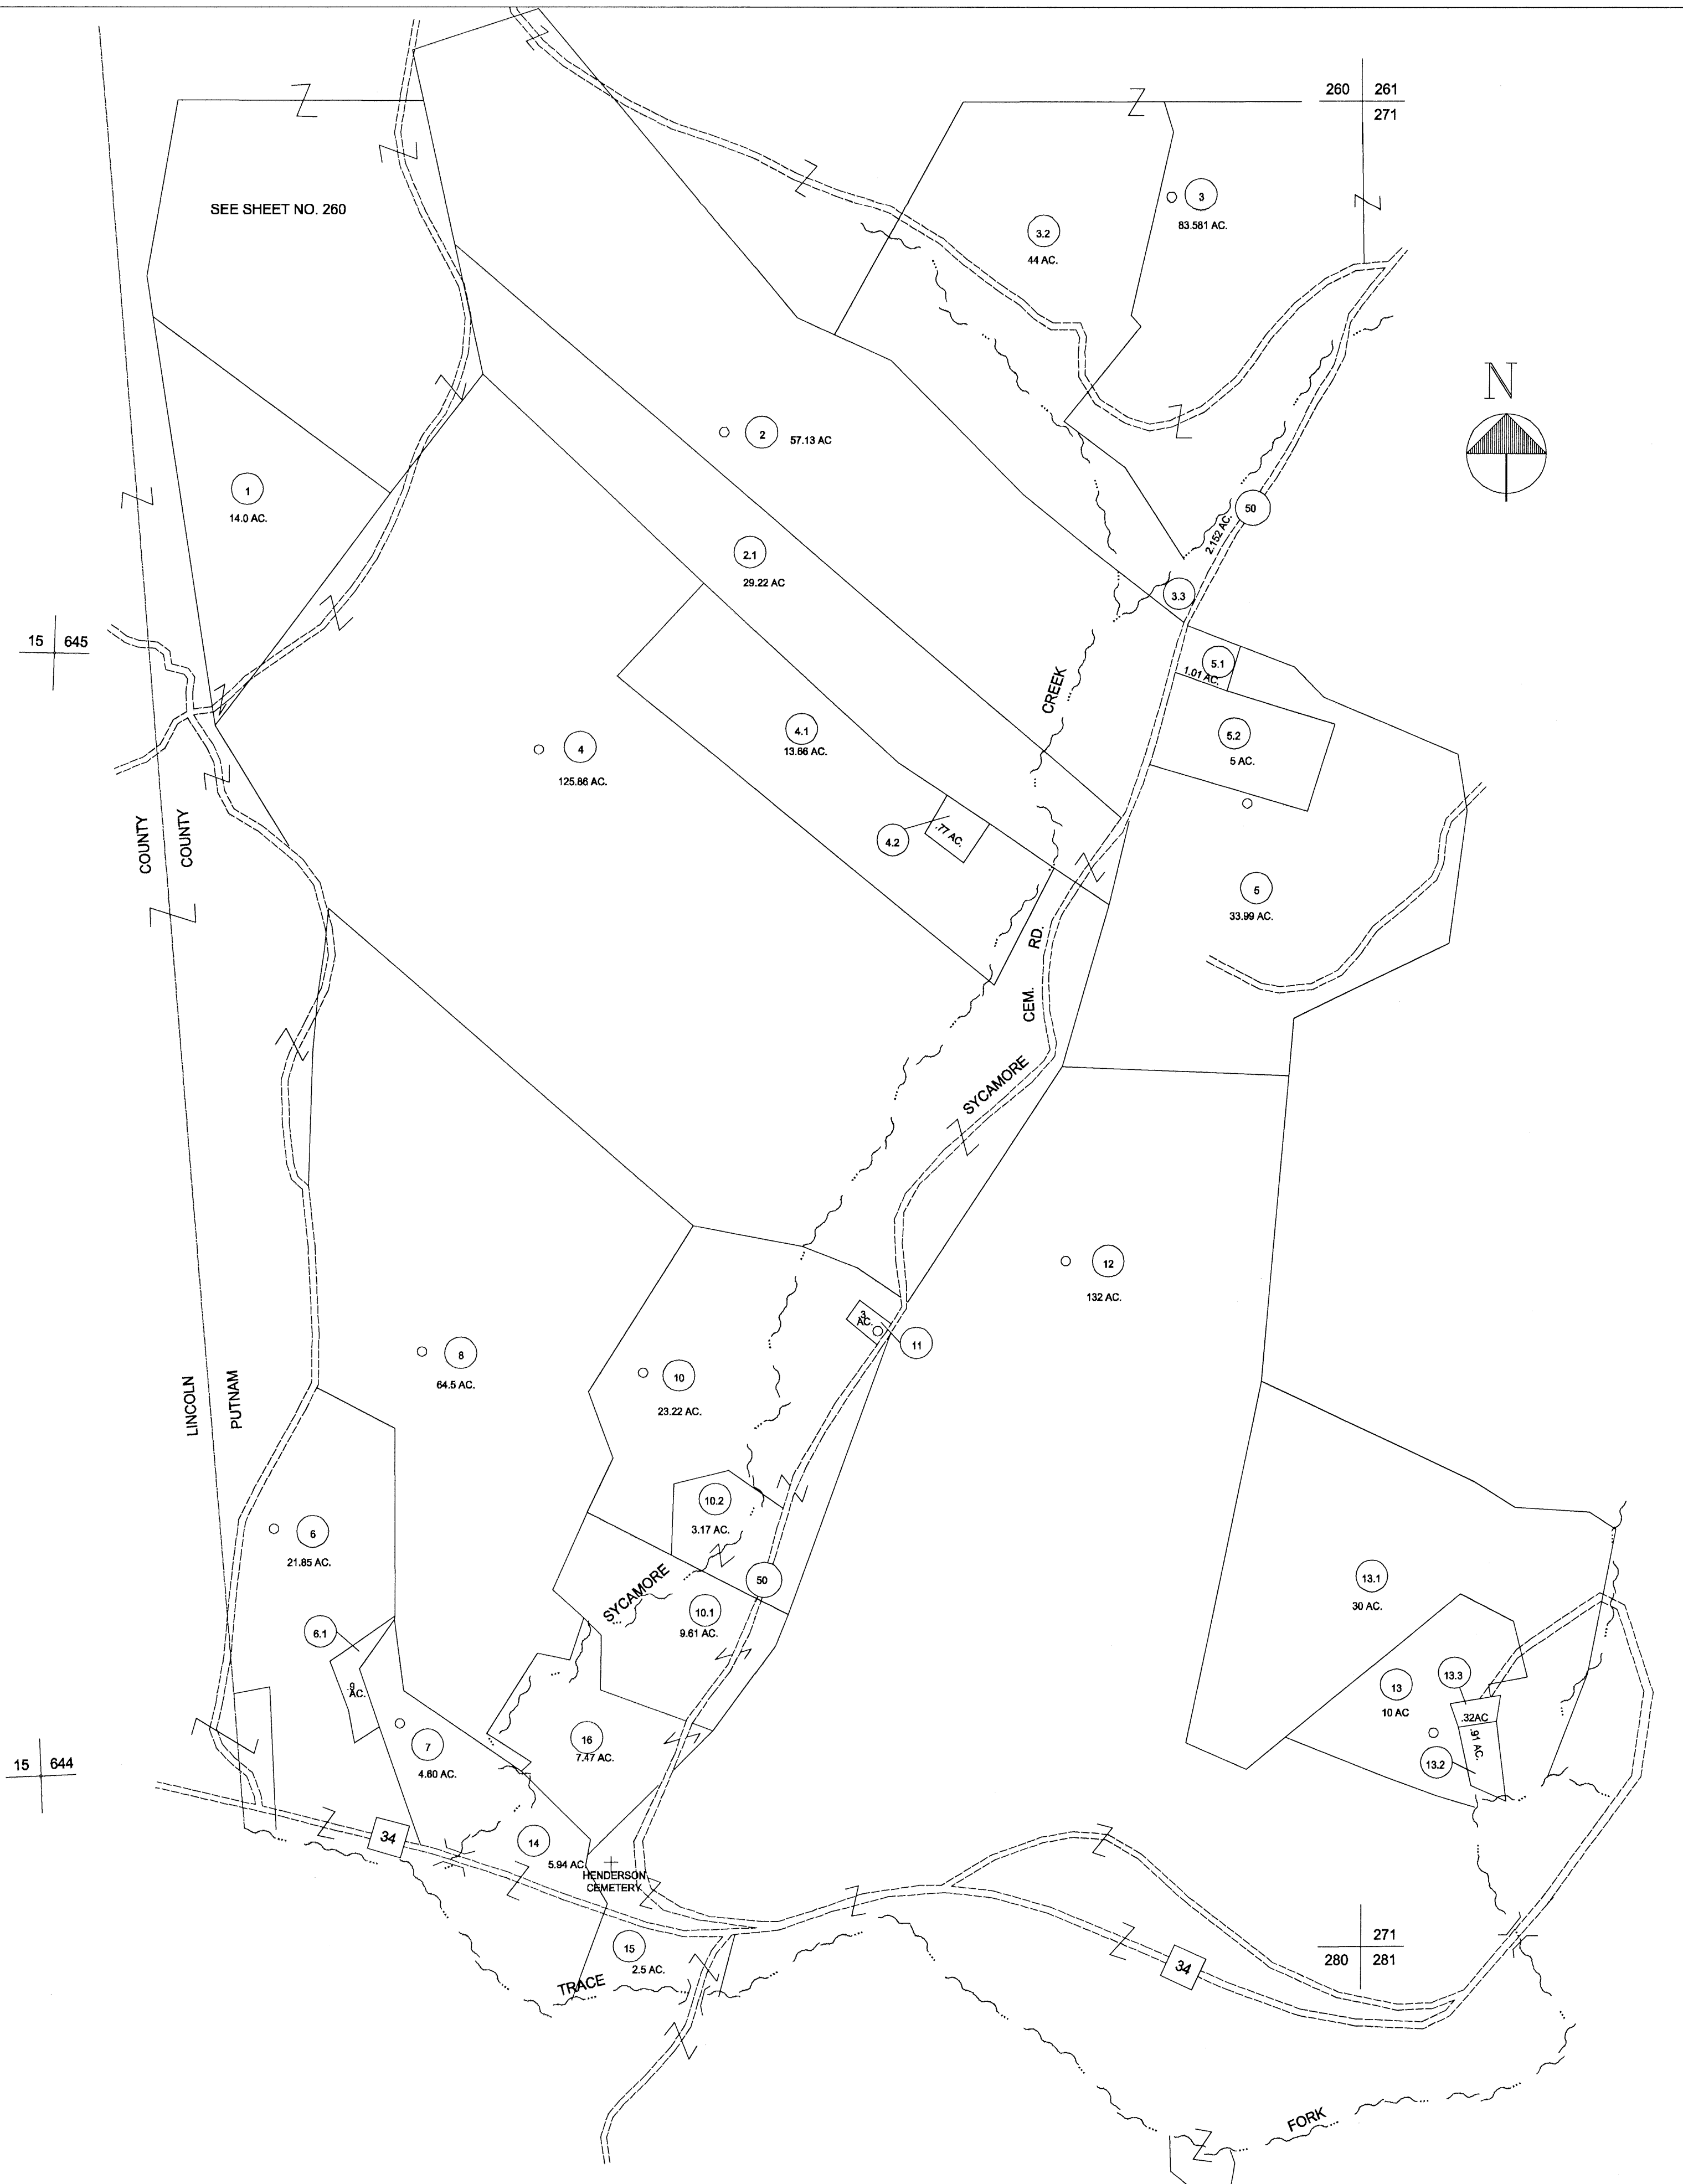 260 261
271
SEE SHEET NO. 260
3
83.581 AC.
3.2
44 AC.
N
2
57.13 AC
1
14.0 AC.
50
2.152 AC.
2.1
29.22 AC
3.3
15 645
5.1
1.01 AC.
CREEK
5.2
5 AC.
4.1
13.66 AC.
4
125.86 AC.
4.2
.77 AC.
COUNTY
COUNTY
5
33.99 AC.
RD.
CEM.
SYCAMORE
12
132 AC.
3
AC.
11
8
64.5 AC.
10
23.22 AC.
LINCOLN
PUTNAM
10.2
3.17 AC.
6
21.85 AC.
50
SYCAMORE
10.1
9.61 AC.
13.1
30 AC.
6.1
.9
AC.
13
10 AC
13.3
.32AC
.91 AC.
13.2
16
7.47 AC.
7
4.60 AC.
15 644
34
14
5.94 AC.
HENDERSON
CEMETERY
15
2.5 AC.
TRACE
34
271
280 281
FORK